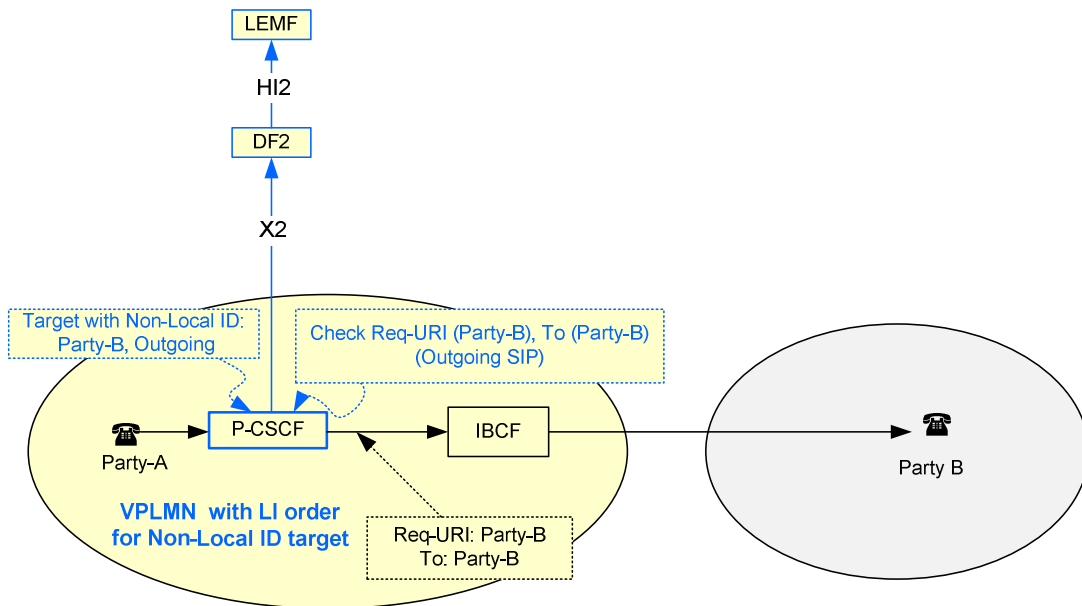 LEMF
HI2
DF2
X2
Target with Non-Local ID:
Party-B, Outgoing
Check Req-URI (Party-B), To (Party-B)
(Outgoing SIP)
P-CSCF
IBCF
Party-A
Party B
VPLMN with LI order
for Non-Local ID target
Req-URI: Party-B
To: Party-B